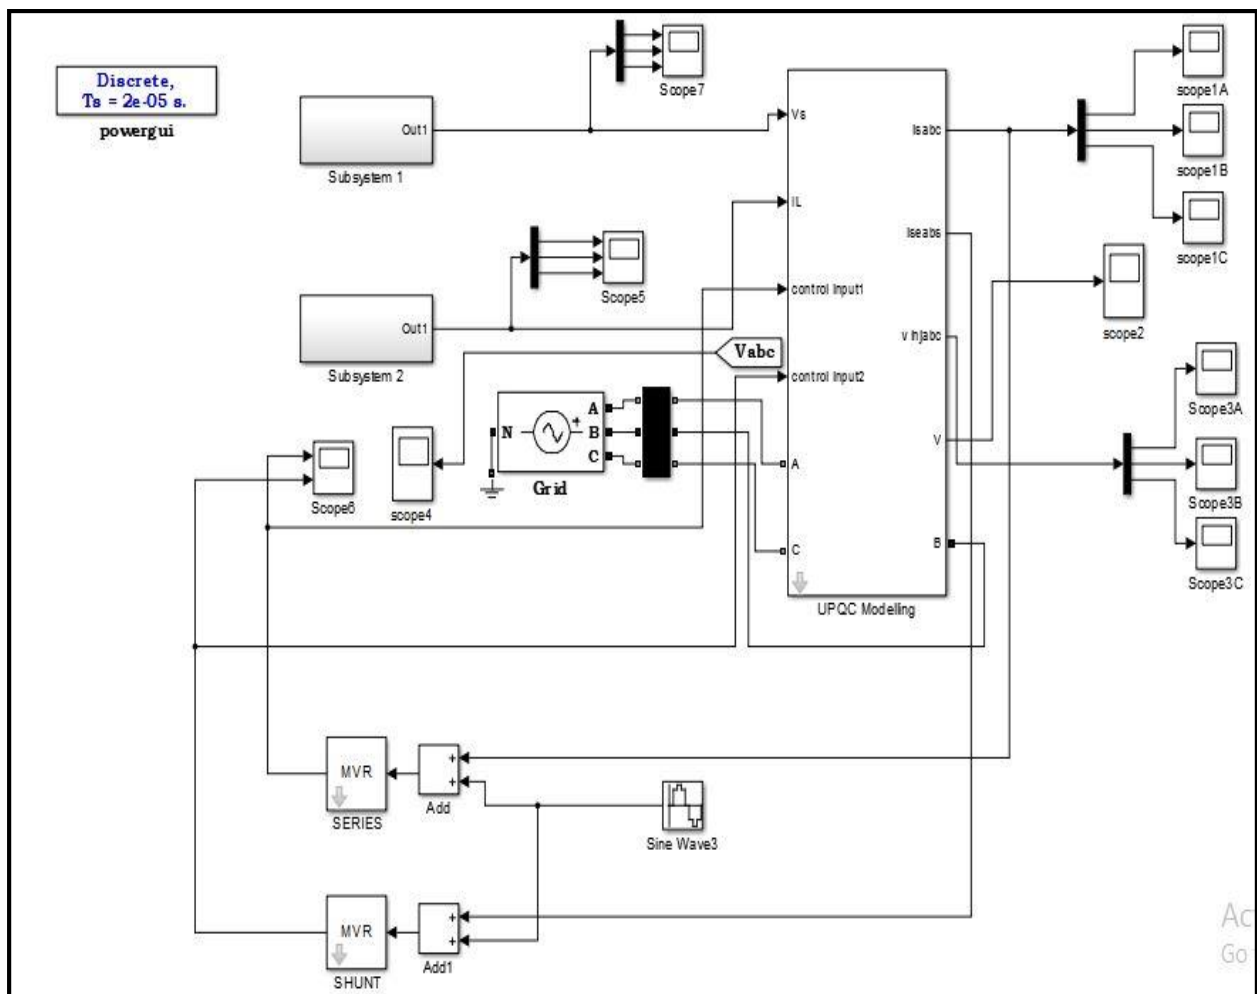 Discrete,
Ts = 2e-05 s.
powergui
Out1
Subsystem 1
Scope7
Vs
Isabc
scope1A
scope1B
scope1C
IL
Iseabs
Scope5
control Input1
Out1
Subsystem 2
Vabc
scope2
v Injabc
control Input2
Scope3A
N
A
B
C
Grid
Scope6
scope4
V
A
Scope3B
C
B
Scope3C
UPQC Modelling
MVR
SERIES
+
+
Add
Sine Wave3
MVR
SHUNT
+
+
Add1
Ac
Go